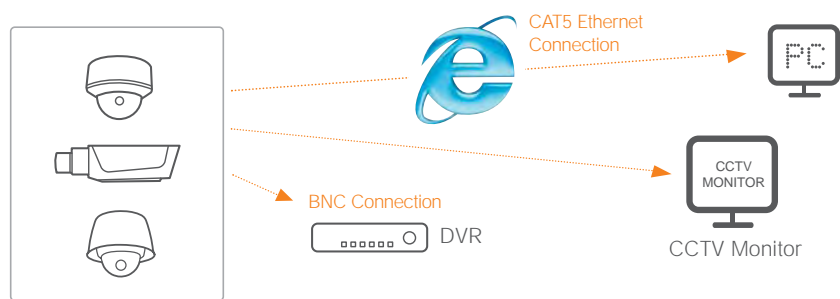 CAT5 Ethernet
Connection
PC
CCTV
MONITOR
BNC Connection
DVR
CCTV Monitor